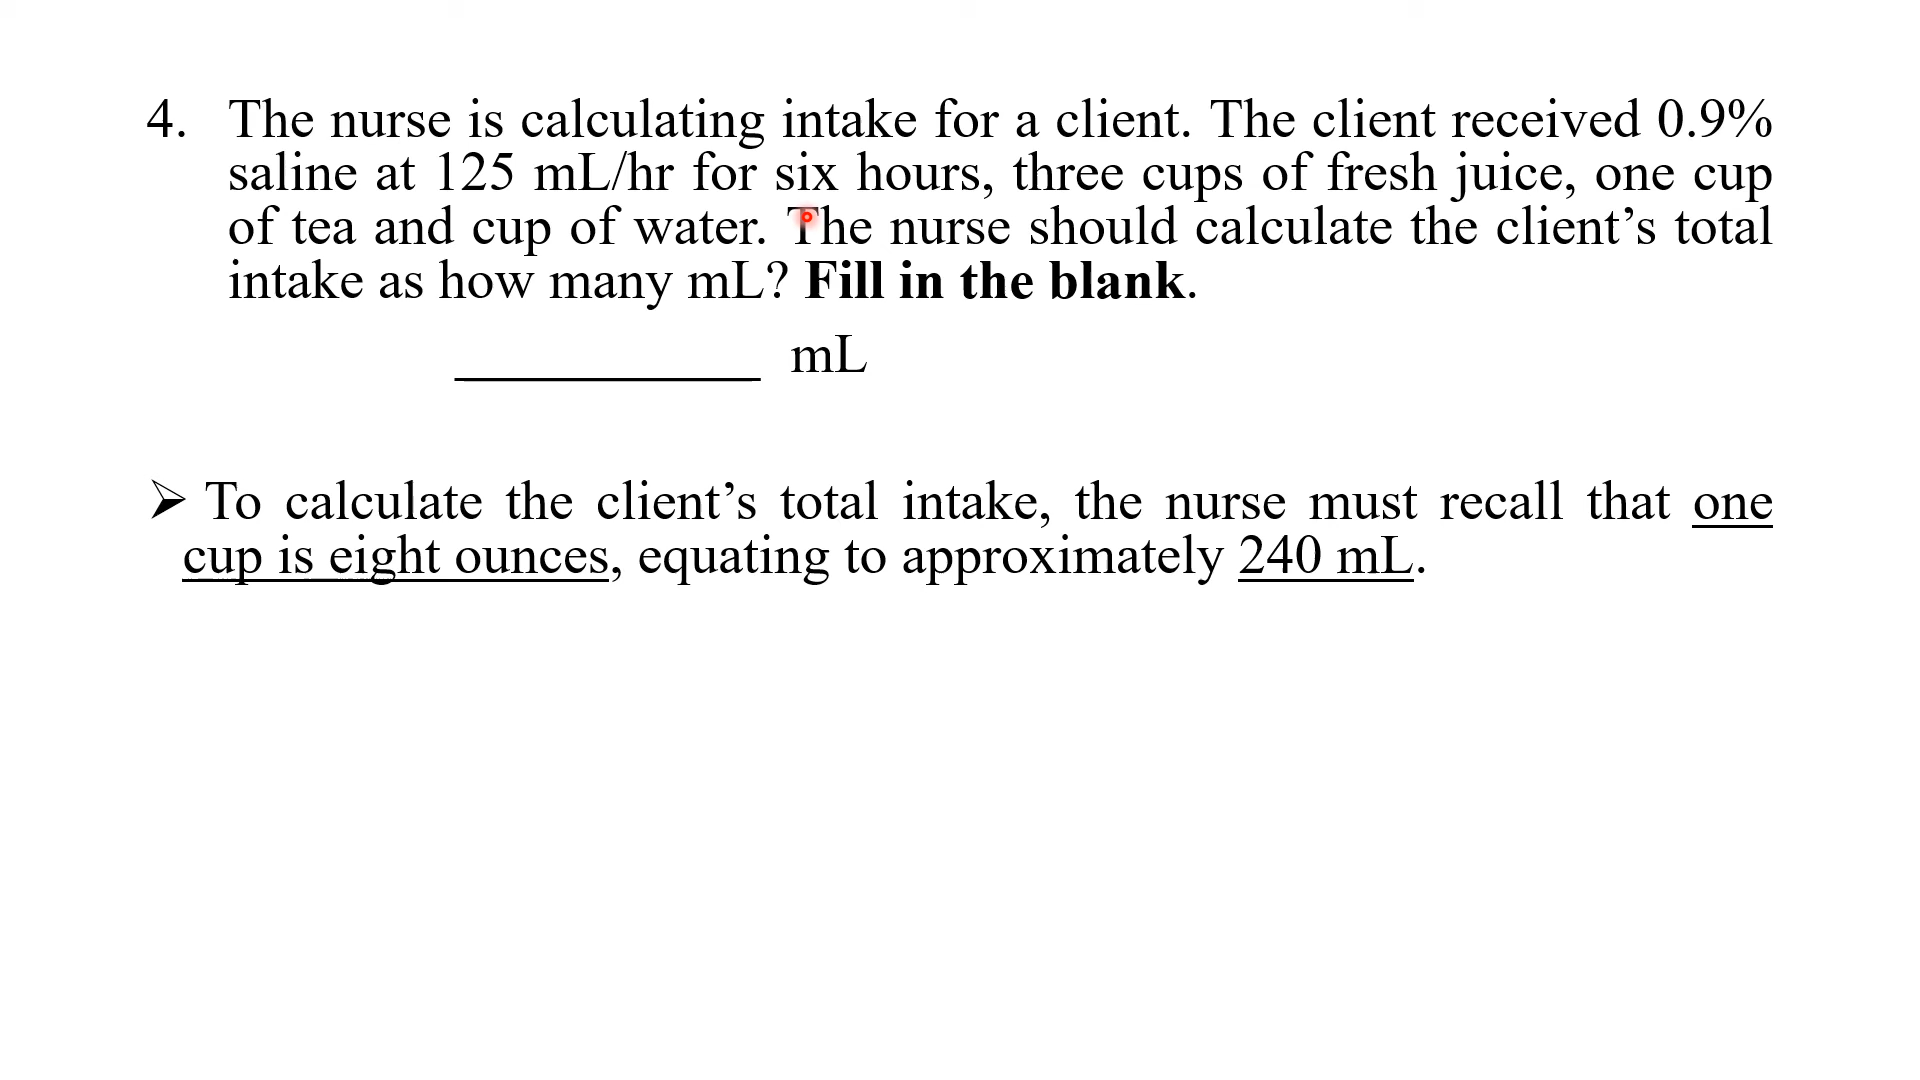 4. The nurse is calculating intake for a client. The client received 0.9%
saline at 125 mL/hr for six hours, three cups of fresh juice, one cup
of tea and cup of water. The nurse should calculate the client’s total
intake as how many mL? Fill in the blank.
___________ mL
➢ To calculate the client’s total intake, the nurse must recall that one
cup is eight ounces, equating to approximately 240 mL.